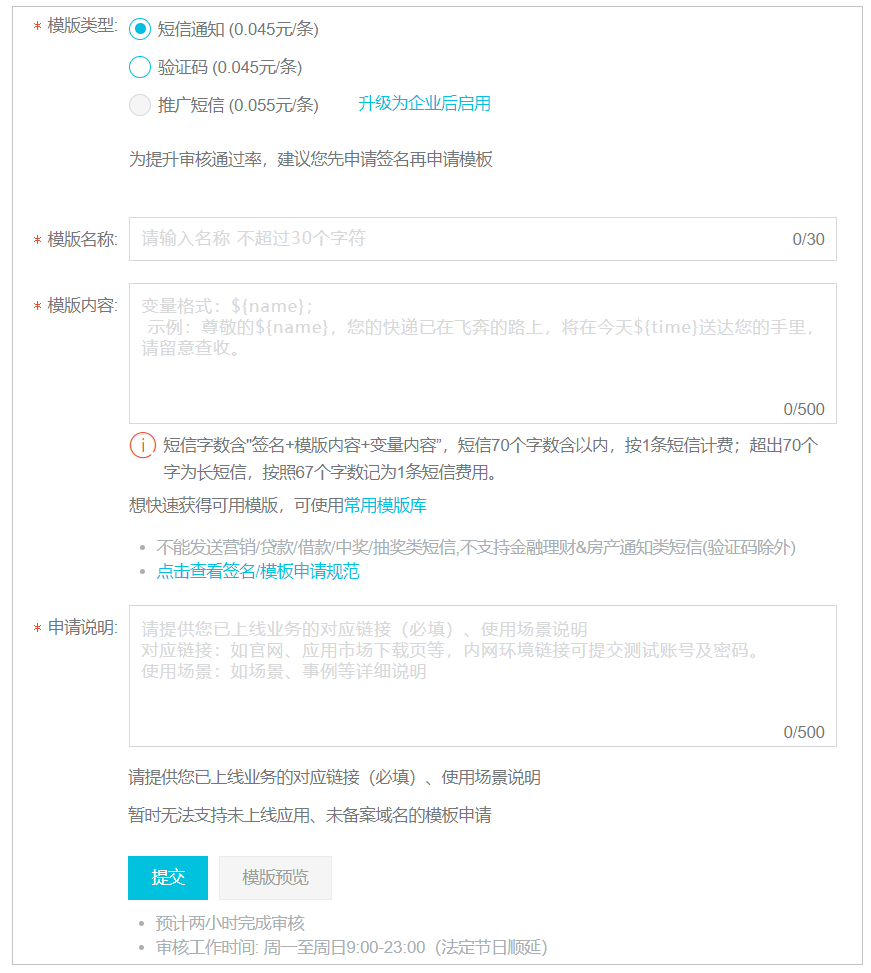 * 模版类型: 短信通知 (0.045元/条)
验证码 (0.045元/条)
推广短信 (0.055元/条) 升级为企业后启用
为提升审核通过率，建议您先申请签名再申请模板
* 模版名称: 请输入名称 不超过30个字符 0/30
* 模版内容: 变量格式：${name}；
示例：尊敬的${name}，您的快递已在飞奔的路上，将在今天${time}送达您的手里，
请留意查收。
0/500
短信字数含"签名+模版内容+变量内容”，短信70个字数含以内，按1条短信计费；超出70个
字为长短信，按照67个字数记为1条短信费用。
想快速获得可用模版，可使用常用模版库
• 不能发送营销/贷款/借款/中奖/抽奖类短信,不支持金融理财&房产通知类短信(验证码除外)
• 点击查看签名/模板申请规范
* 申请说明: 请提供您已上线业务的对应链接（必填）、使用场景说明
对应链接：如官网、应用市场下载页等，内网环境链接可提交测试账号及密码。
使用场景：如场景、事例等详细说明
0/500
请提供您已上线业务的对应链接（必填）、使用场景说明
暂时无法支持未上线应用、未备案域名的模板申请
提交 模版预览
• 预计两小时完成审核
• 审核工作时间: 周一至周日9:00-23:00（法定节日顺延）